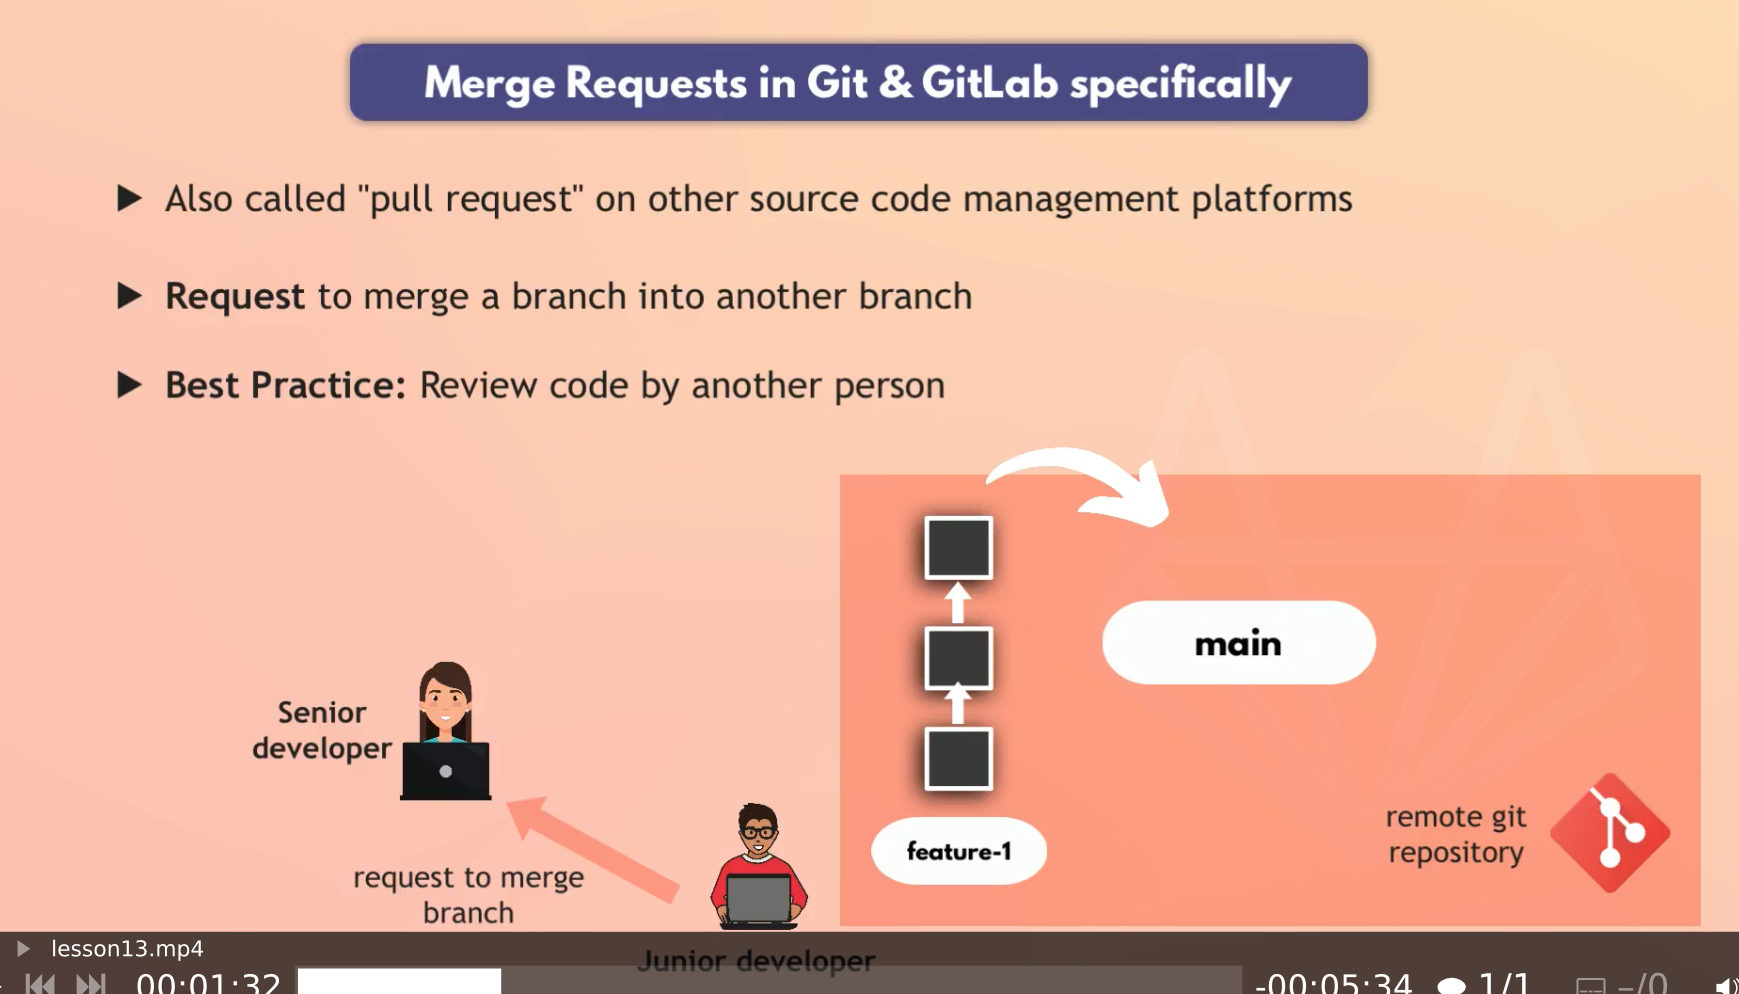 Merge Requests in Git & GitLab specifically
▶ Also called "pull request" on other source code management platforms
▶ Request to merge a branch into another branch
▶ Best Practice: Review code by another person
Senior
developer
request to merge
branch
Junior developer
main
feature-1
remote git
repository
lesson13.mp4
00:01:32
-00:05:34
1/1
–/0